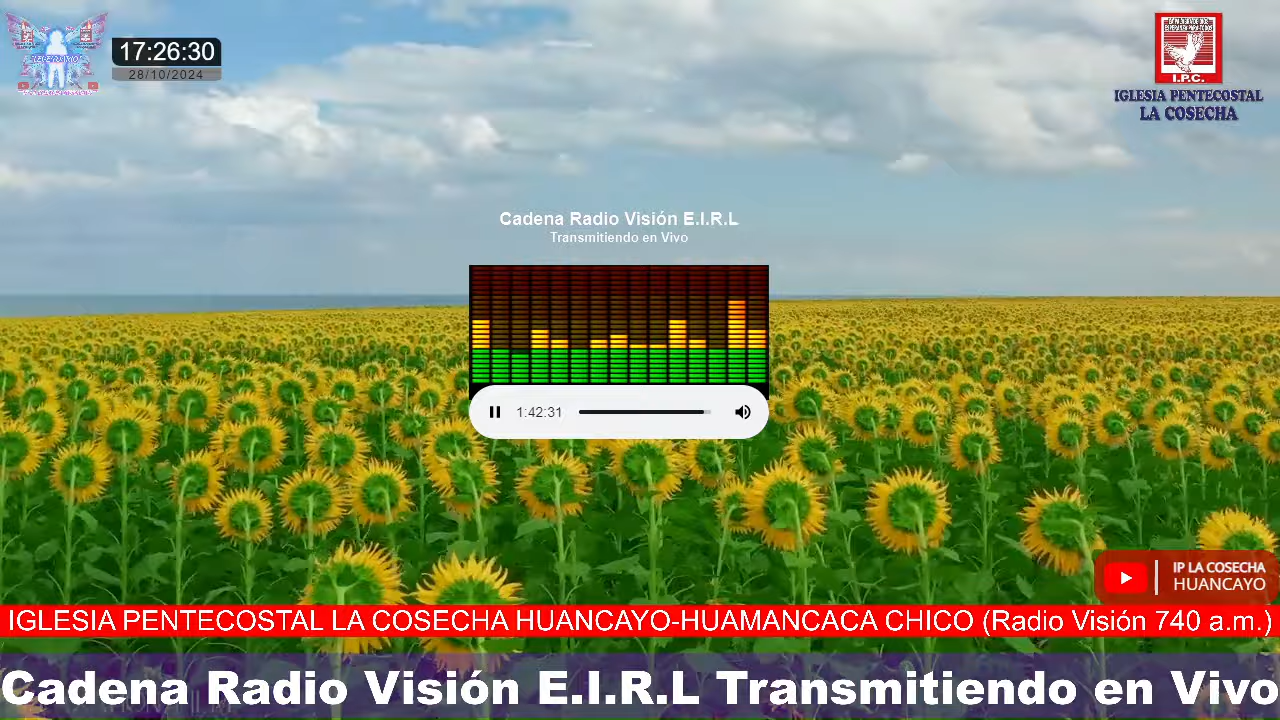 17:26:30
28/10/2024
I.P.C.
IGLESIA PENTECOSTAL
LA COSECHA
Cadena Radio Visión E.I.R.L
Transmitiendo en Vivo
1:42:31
IP LA COSECHA
HUANCAYO
IGLESIA PENTECOSTAL LA COSECHA HUANCAYO-HUAMANCACA CHICO (Radio Visión 740 a.m.)
Cadena Radio Visión E.I.R.L Transmitiendo en Vivo